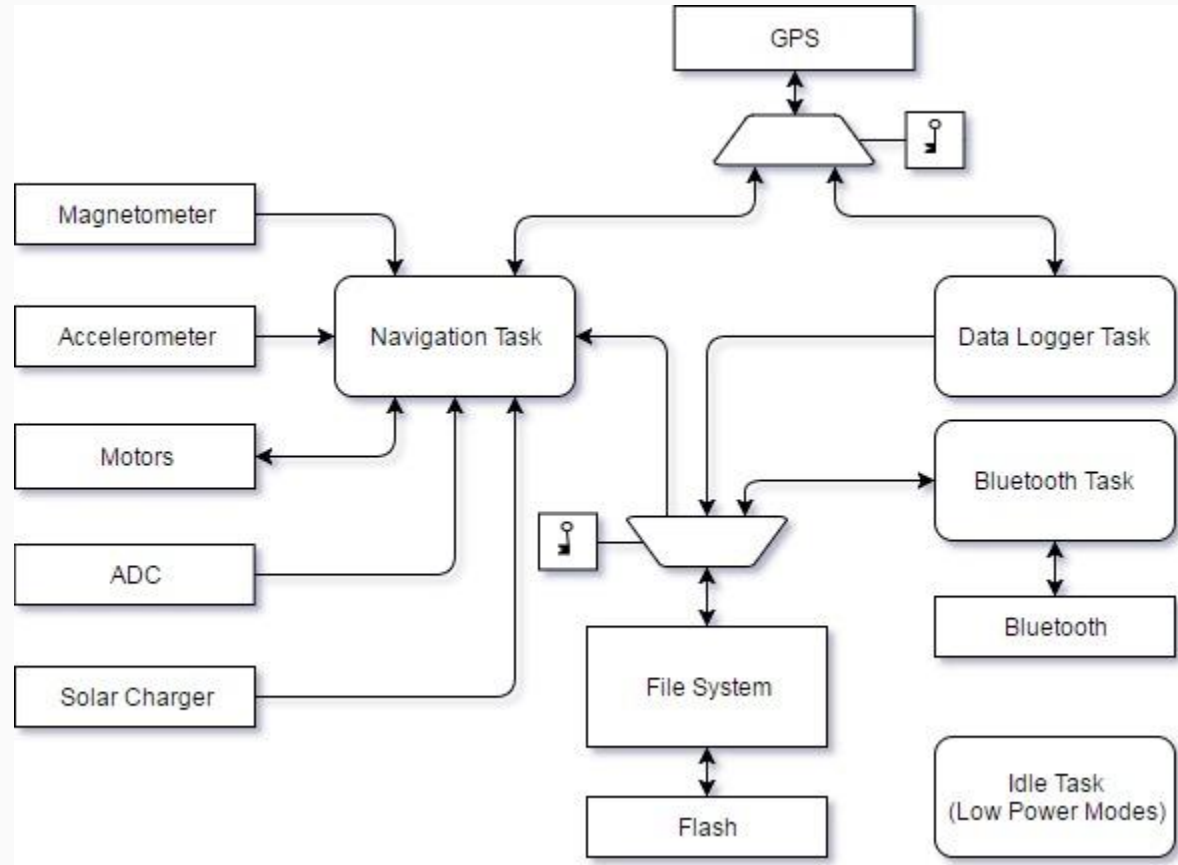 GPS
Magnetometer
Accelerometer
Navigation Task
Data Logger Task
Motors
Bluetooth Task
ADC
Bluetooth
File System
Solar Charger
Idle Task
(Low Power Modes)
Flash